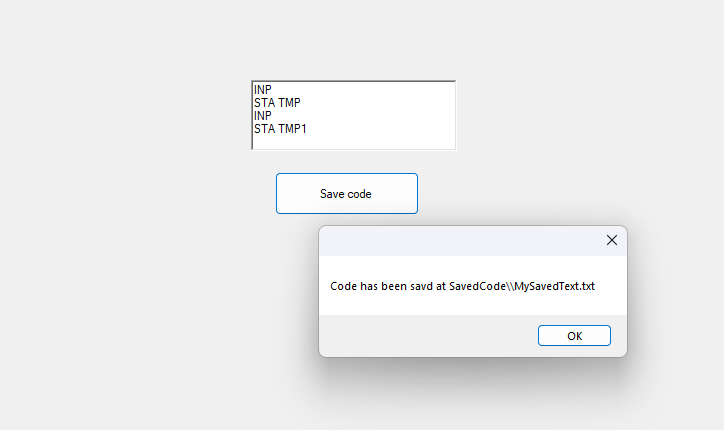 INP
STA TMP
INP
STA TMP1
Save code
Code has been savd at SavedCode\\MySavedText.txt
OK